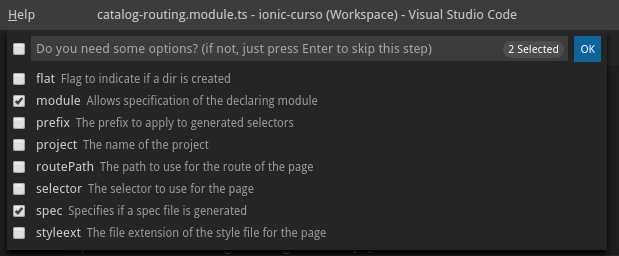 Help catalog-routing.module.ts - ionic-curso (Workspace) - Visual Studio Code
Do you need some options? (if not, just press Enter to skip this step) 2 Selected OK
flat Flag to indicate if a dir is created
module Allows specification of the declaring module
prefix The prefix to apply to generated selectors
project The name of the project
routePath The path to use for the route of the page
selector The selector to use for the page
spec Specifies if a spec file is generated
styleext The file extension of the style file for the page